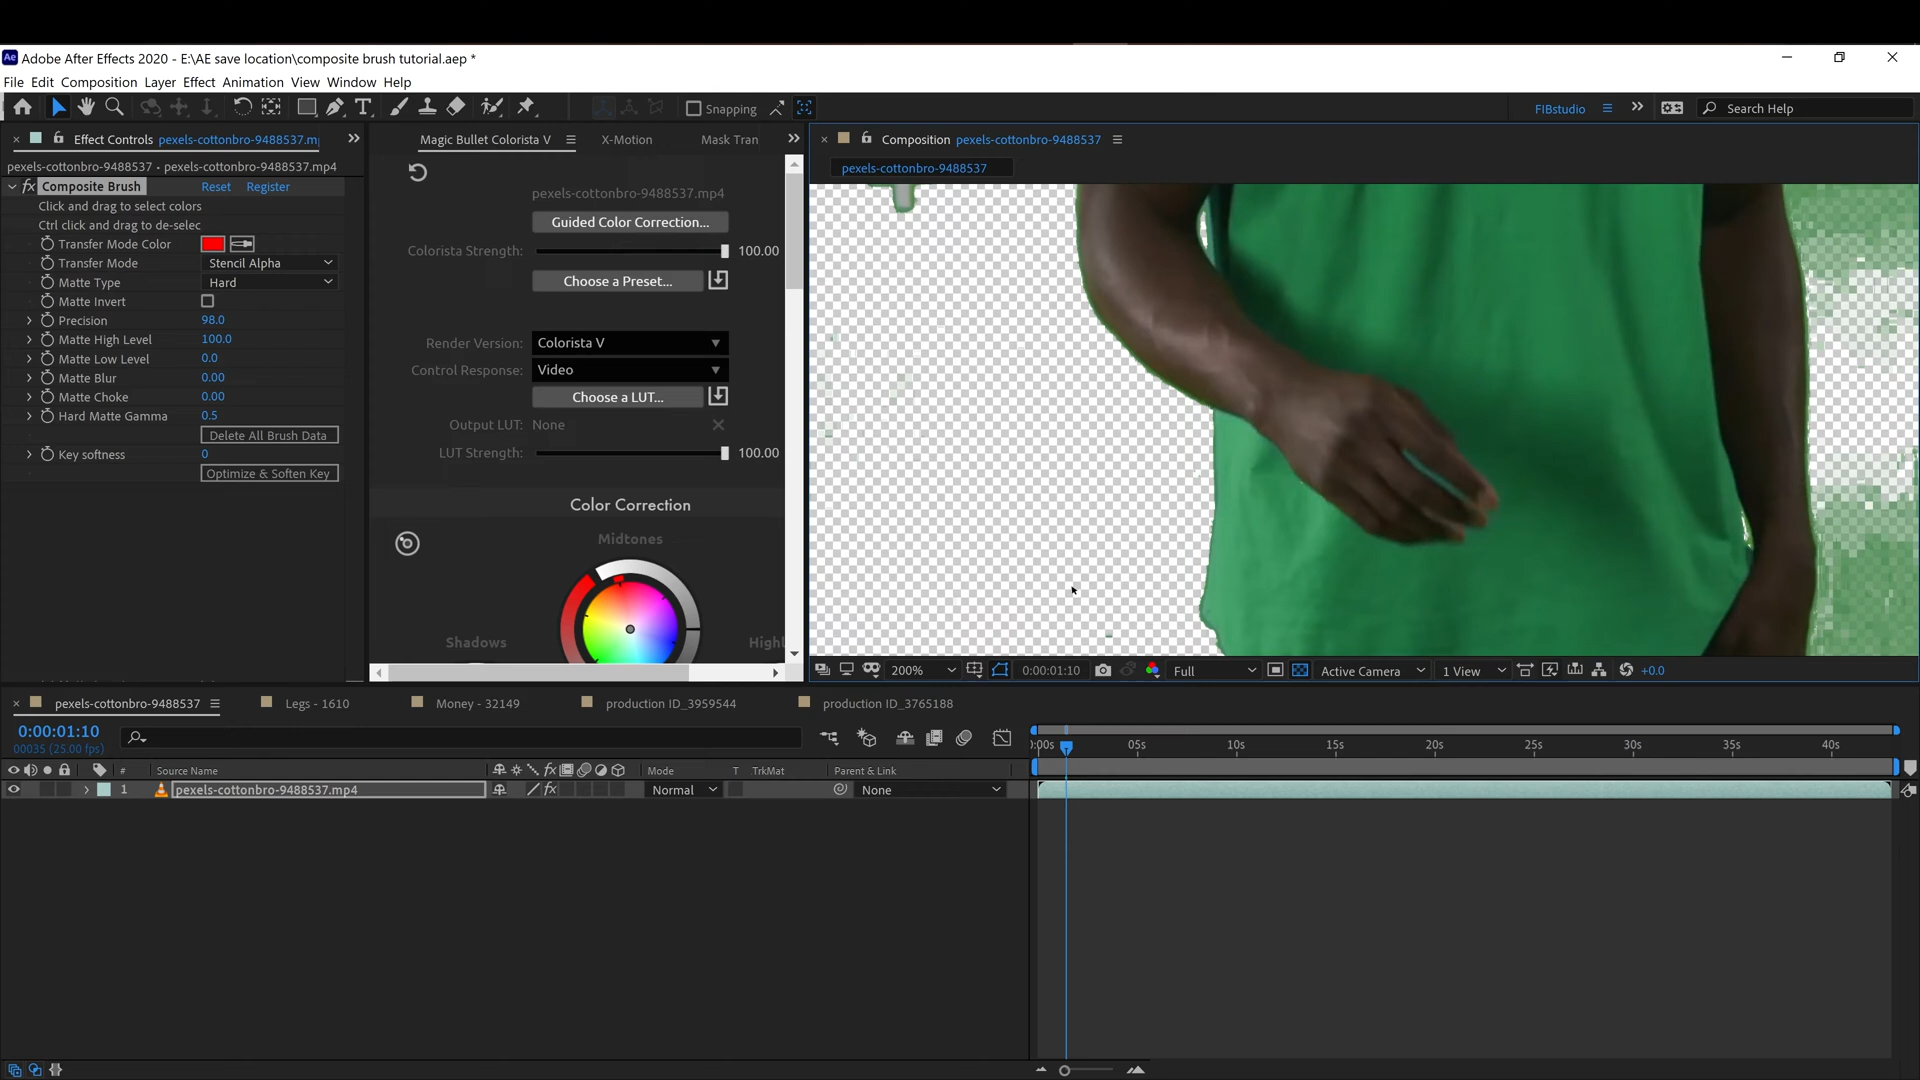 Adobe After Effects 2020 - E:\AE save location\composite brush tutorial.aep *
File Edit Composition Layer Effect Animation View Window Help
Snapping
FIBstudio
Search Help
Effect Controls pexels-cottonbro-9488537.m
Magic Bullet Colorista V
X-Motion
Mask Tran
Composition pexels-cottonbro-9488537
pexels-cottonbro-9488537 • pexels-cottonbro-9488537.mp4
pexels-cottonbro-9488537
Composite Brush Reset Register
Click and drag to select colors
Ctrl click and drag to de-selec
Transfer Mode Color
Transfer Mode Stencil Alpha
Matte Type Hard
Matte Invert
Precision 98.0
Matte High Level 100.0
Matte Low Level 0.0
Matte Blur 0.00
Matte Choke 0.00
Hard Matte Gamma 0.5
Delete All Brush Data
Key softness 0
Optimize & Soften Key
pexels-cottonbro-9488537.mp4
Guided Color Correction...
Colorista Strength: 100.00
Choose a Preset...
Render Version: Colorista V
Control Response: Video
Choose a LUT...
Output LUT: None
LUT Strength: 100.00
Color Correction
Midtones
Shadows
Highl
200%
0:00:01:10
Full
Active Camera
1 View
+0.0
pexels-cottonbro-9488537
Legs - 1610
Money - 32149
production ID_3959544
production ID_3765188
0:00:01:10
00035 (25.00 fps)
:00s 05s 10s 15s 20s 25s 30s 35s 40s
# Source Name Mode T .TrkMat Parent & Link
1 pexels-cottonbro-9488537.mp4 Normal None